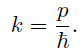 k = p/ħ.